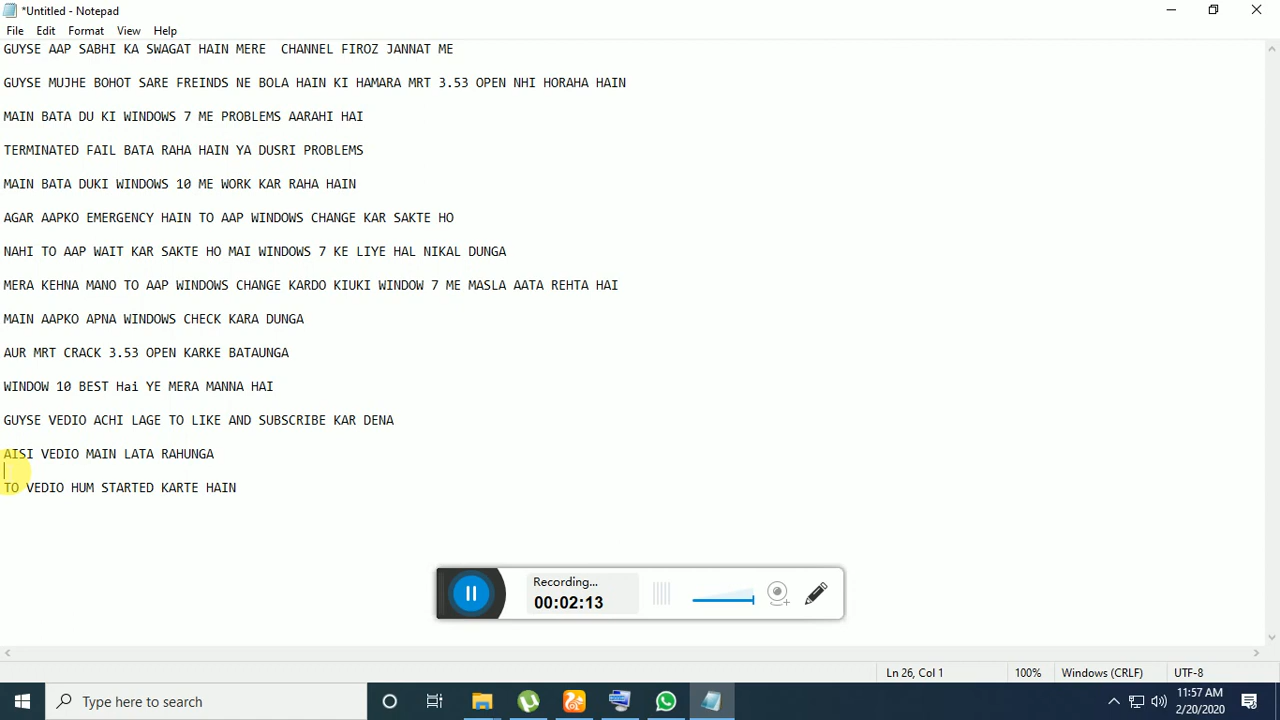 *Untitled - Notepad
File Edit Format View Help
GUYSE AAP SABHI KA SWAGAT HAIN MERE  CHANNEL FIROZ JANNAT ME
GUYSE MUJHE BOHOT SARE FREINDS NE BOLA HAIN KI HAMARA MRT 3.53 OPEN NHI HORAHA HAIN
MAIN BATA DU KI WINDOWS 7 ME PROBLEMS AARAHI HAI
TERMINATED FAIL BATA RAHA HAIN YA DUSRI PROBLEMS
MAIN BATA DUKI WINDOWS 10 ME WORK KAR RAHA HAIN
AGAR AAPKO EMERGENCY HAIN TO AAP WINDOWS CHANGE KAR SAKTE HO
NAHI TO AAP WAIT KAR SAKTE HO MAI WINDOWS 7 KE LIYE HAL NIKAL DUNGA
MERA KEHNA MANO TO AAP WINDOWS CHANGE KARDO KIUKI WINDOW 7 ME MASLA AATA REHTA HAI
MAIN AAPKO APNA WINDOWS CHECK KARA DUNGA
AUR MRT CRACK 3.53 OPEN KARKE BATAUNGA
WINDOW 10 BEST Hai YE MERA MANNA HAI
GUYSE VEDIO ACHI LAGE TO LIKE AND SUBSCRIBE KAR DENA
AISI VEDIO MAIN LATA RAHUNGA
TO VEDIO HUM STARTED KARTE HAIN
Recording...
00:02:13
Ln 26, Col 1 100% Windows (CRLF) UTF-8
Type here to search
11:57 AM
2/20/2020